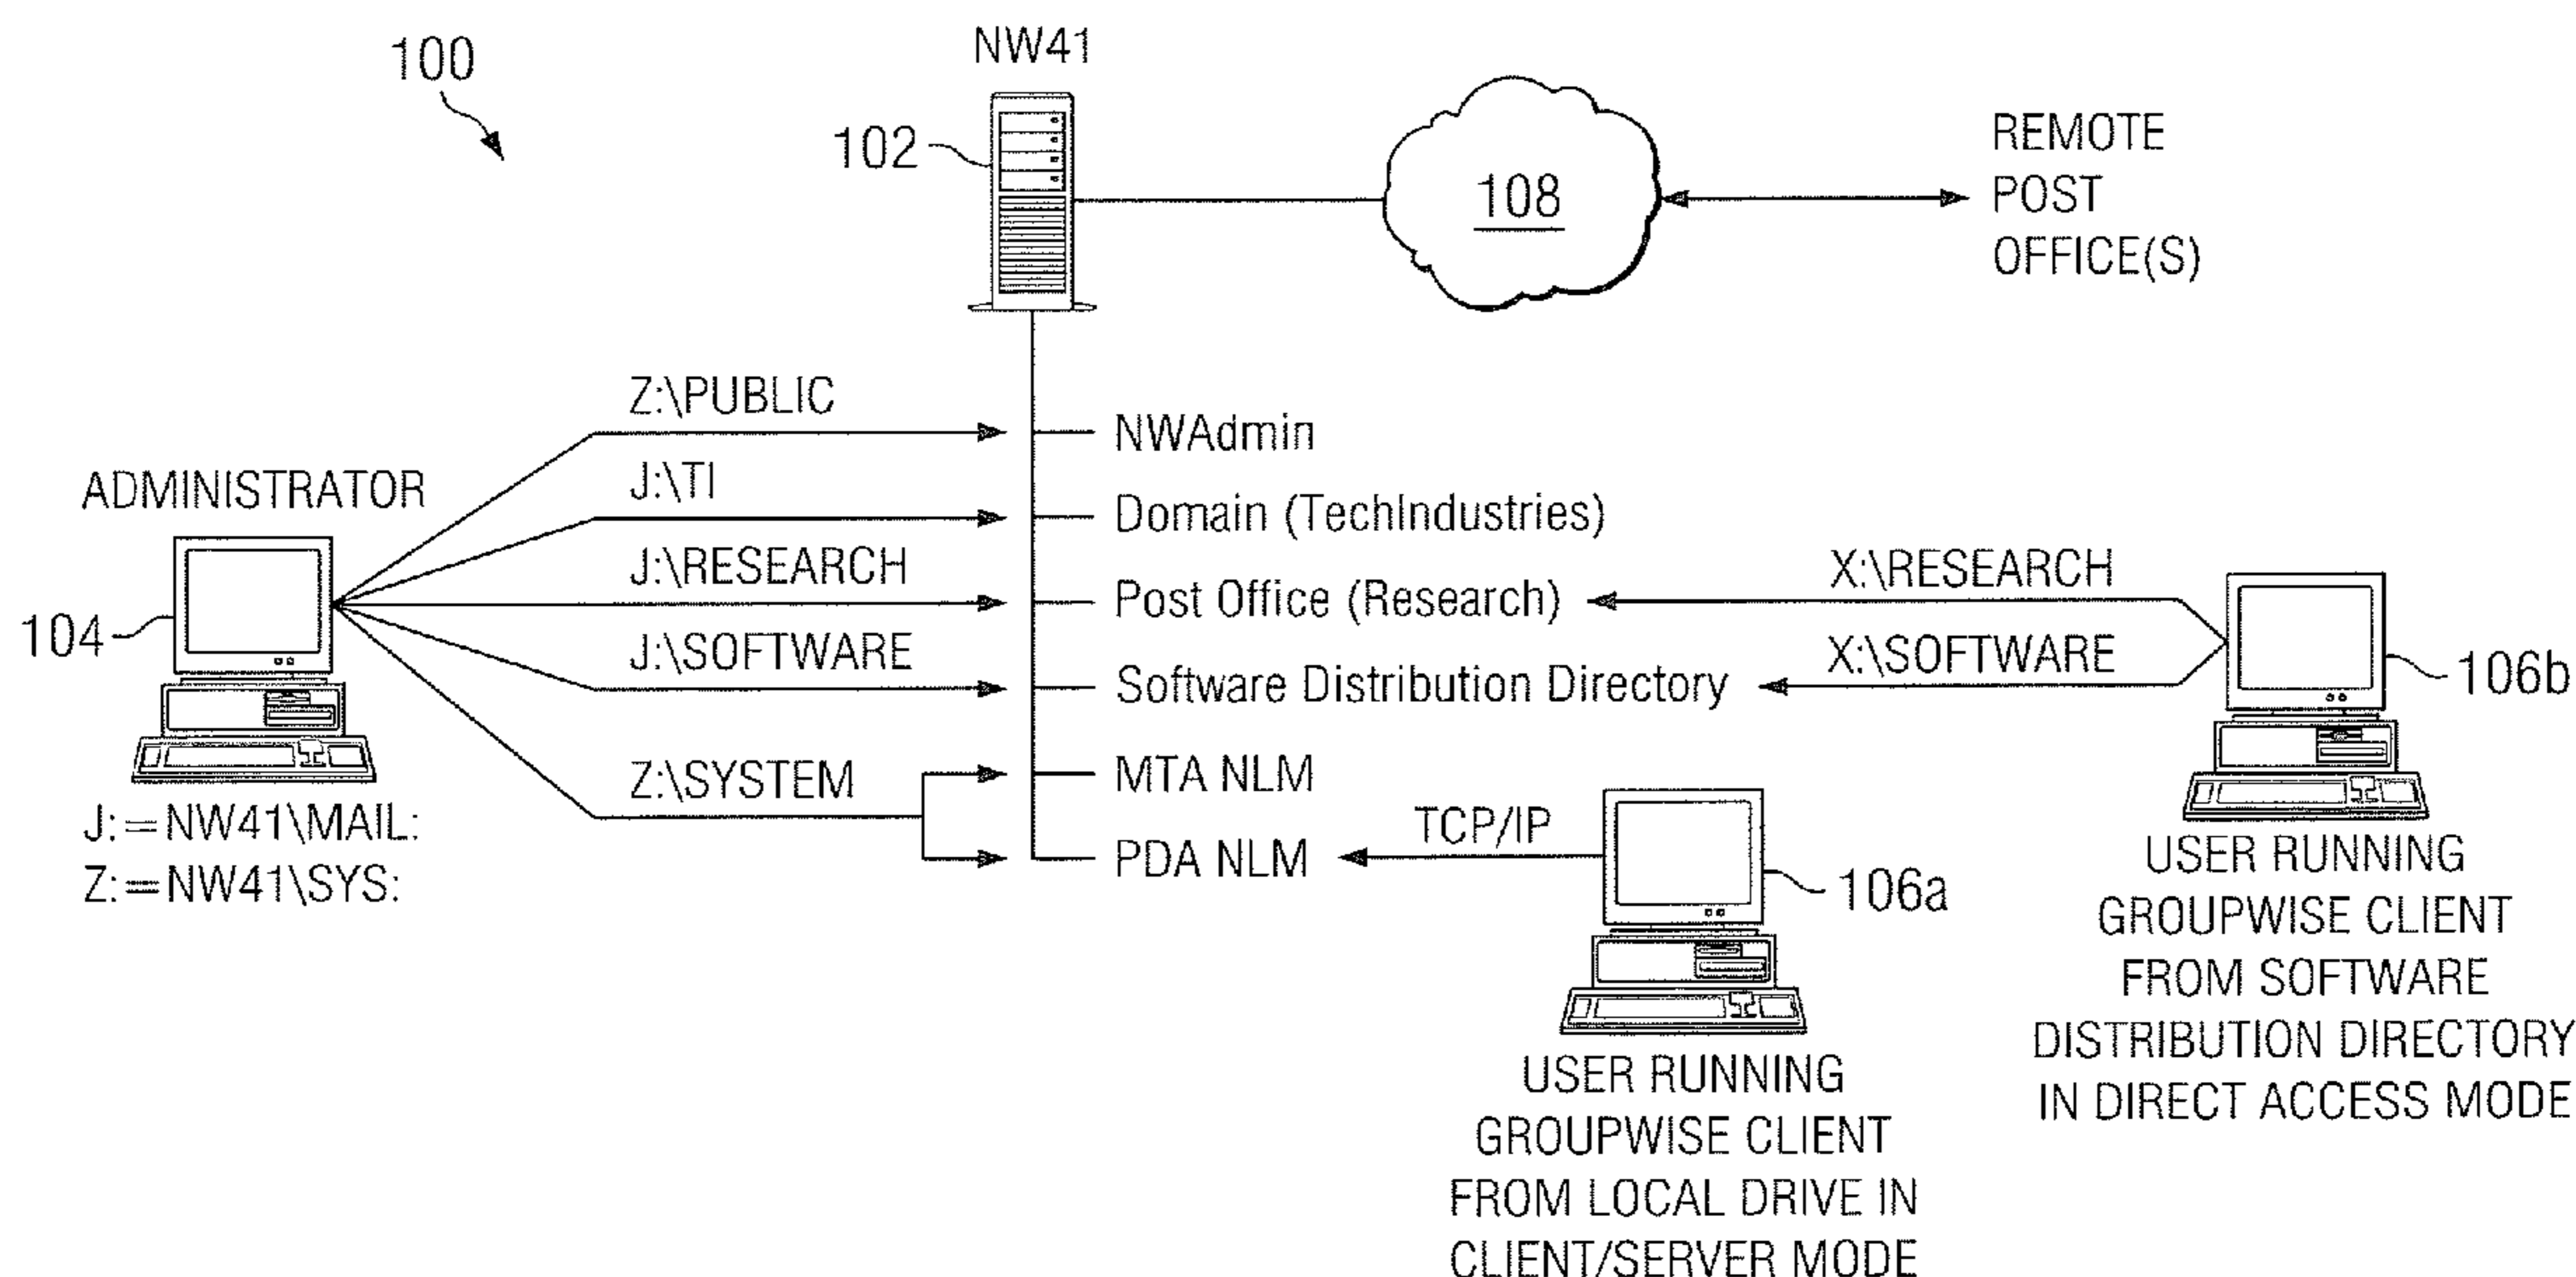 100
NW41
102
108
REMOTE
POST
OFFICE(S)
Z:\PUBLIC
NWAdmin
ADMINISTRATOR
J:\TI
Domain (TechIndustries)
104
J:\RESEARCH
Post Office (Research)
X:\RESEARCH
J:\SOFTWARE
Software Distribution Directory
X:\SOFTWARE
106b
Z:\SYSTEM
MTA NLM
PDA NLM
TCP/IP
106a
J:=NW41\MAIL:
Z:=NW41\SYS:
USER RUNNING
GROUPWISE CLIENT
FROM SOFTWARE
DISTRIBUTION DIRECTORY
IN DIRECT ACCESS MODE
USER RUNNING
GROUPWISE CLIENT
FROM LOCAL DRIVE IN
CLIENT/SERVER MODE